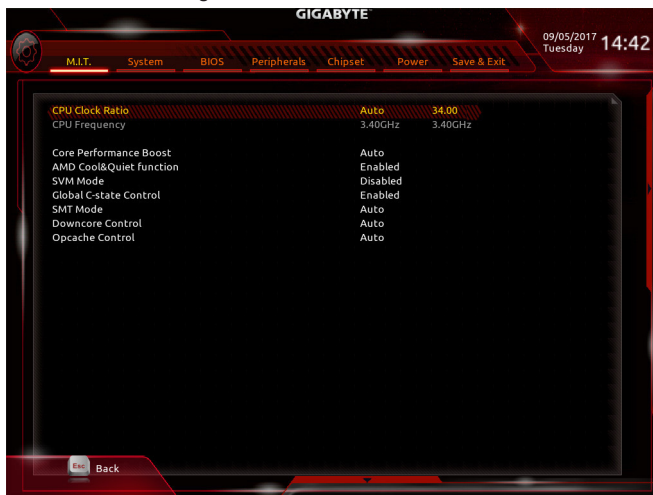 GIGABYTE™
09/05/2017
Tuesday 14:42
M.I.T. System BIOS Peripherals Chipset Power Save & Exit
CPU Clock Ratio Auto 34.00
CPU Frequency 3.40GHz 3.40GHz
Core Performance Boost Auto
AMD Cool&Quiet function Enabled
SVM Mode Disabled
Global C-state Control Enabled
SMT Mode Auto
Downcore Control Auto
Opcache Control Auto
Esc Back